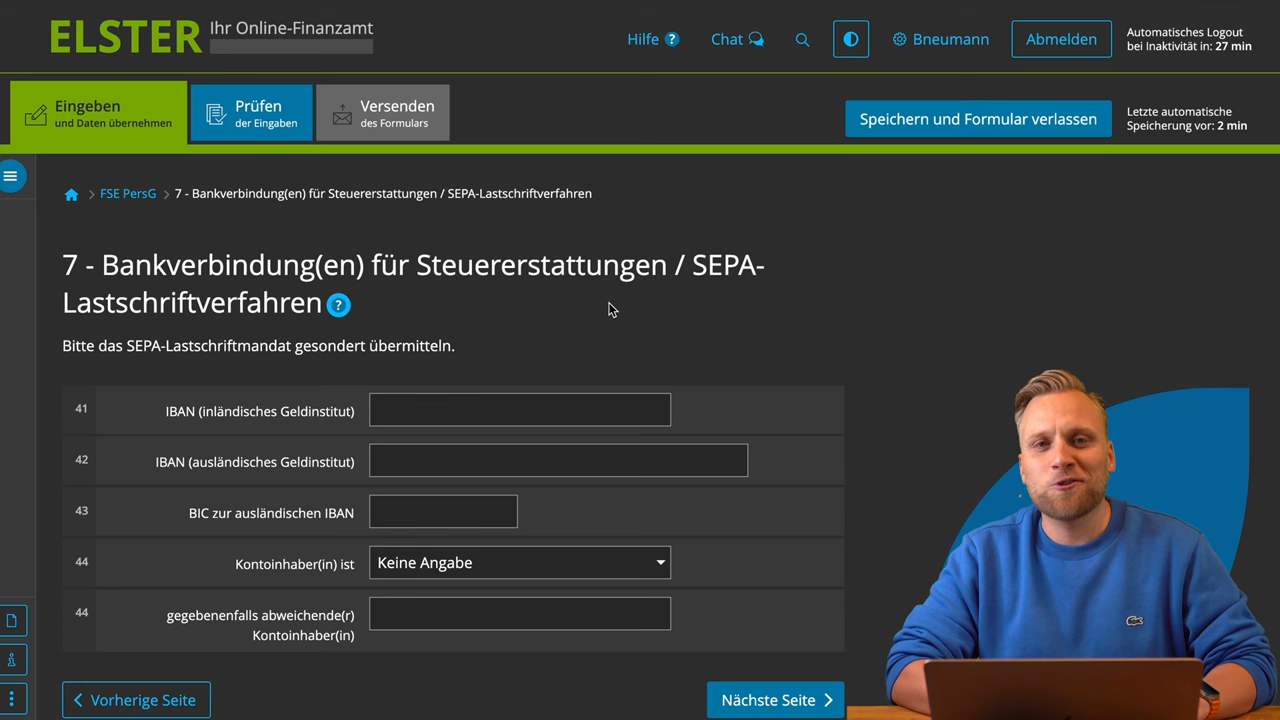 ELSTER
Ihr Online-Finanzamt
Hilfe ?
Chat
Bneumann
Abmelden
Automatisches Logout
bei Inaktivität in: 27 min
Eingeben
und Daten übernehmen
Prüfen
der Eingaben
Versenden
des Formulars
Speichern und Formular verlassen
Letzte automatische
Speicherung vor: 2 min
FSE PersG > 7 - Bankverbindung(en) für Steuererstattungen / SEPA-Lastschriftverfahren
7 - Bankverbindung(en) für Steuererstattungen / SEPA-
Lastschriftverfahren ?
Bitte das SEPA-Lastschriftmandat gesondert übermitteln.
41 IBAN (inländisches Geldinstitut)
42 IBAN (ausländisches Geldinstitut)
43 BIC zur ausländischen IBAN
44 Kontoinhaber(in) ist Keine Angabe
44 gegebenenfalls abweichende(r)
Kontoinhaber(in)
Vorherige Seite
Nächste Seite